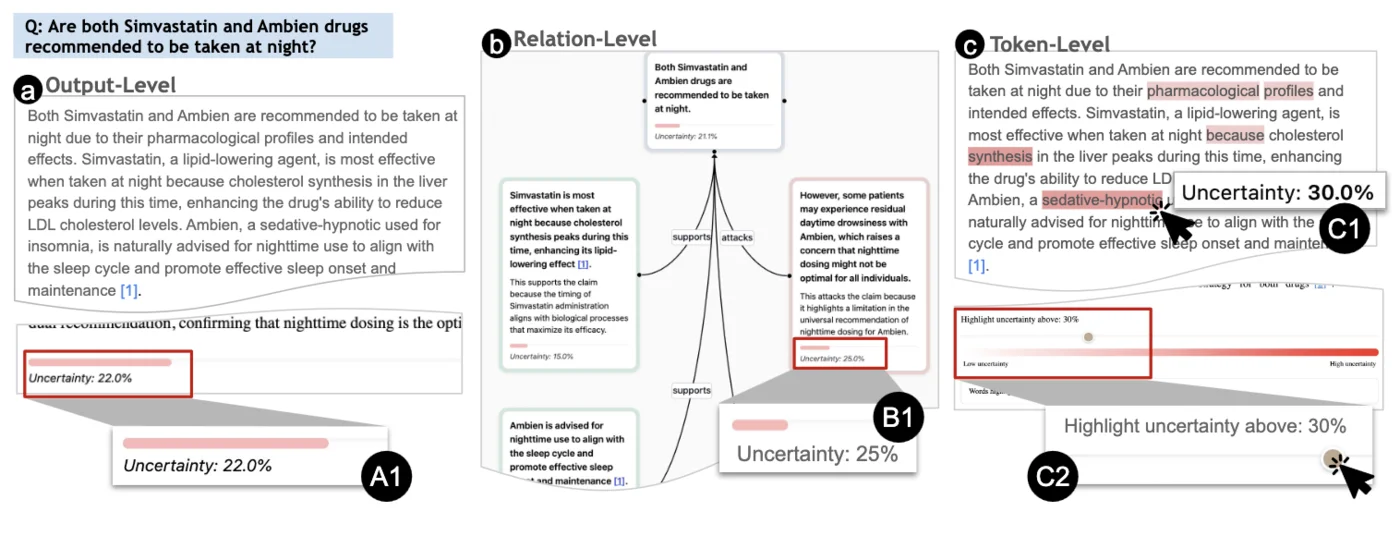 Q: Are both Simvastatin and Ambien drugs
recommended to be taken at night?
a Output-Level
Both Simvastatin and Ambien are recommended to be taken at
night due to their pharmacological profiles and intended
effects. Simvastatin, a lipid-lowering agent, is most effective
when taken at night because cholesterol synthesis in the liver
peaks during this time, enhancing the drug's ability to reduce
LDL cholesterol levels. Ambien, a sedative-hypnotic used for
insomnia, is naturally advised for nighttime use to align with
the sleep cycle and promote effective sleep onset and
maintenance [1].
dual recommendation, confirming that nighttime dosing is the opti
Uncertainty: 22.0%
Uncertainty: 22.0%
A1
b Relation-Level
Both Simvastatin and
Ambien drugs are
recommended to be taken
at night.
Uncertainty: 21.1%
Simvastatin is most
effective when taken at
night because cholesterol
synthesis peaks during this
time, enhancing its lipid-
lowering effect [1].
This supports the claim
because the timing of
Simvastatin administration
aligns with biological processes
that maximize its efficacy.
Uncertainty: 15.0%
supports
attacks
However, some patients
may experience residual
daytime drowsiness with
Ambien, which raises a
concern that nighttime
dosing might not be
optimal for all individuals.
This attacks the claim because
it highlights a limitation in the
universal recommendation of
nighttime dosing for Ambien.
Uncertainty: 25.0%
supports
Ambien is advised for
nighttime use to align with
the sleep cycle and
promote effective sleep
onset and maintenance [1].
B1
Uncertainty: 25%
c Token-Level
Both Simvastatin and Ambien are recommended to be
taken at night due to their pharmacological profiles and
intended effects. Simvastatin, a lipid-lowering agent, is
most effective when taken at night because cholesterol
synthesis in the liver peaks during this time, enhancing
the drug's ability to reduce LD
Ambien, a sedative-hypnotic
naturally advised for nighttim use to align with the
cycle and promote effective sleep onset and mainten
[1].
Uncertainty: 30.0%
C1
strategy for both drugs
Highlight uncertainty above: 30%
Low uncertainty
High uncertainty
Words
Highlight uncertainty above: 30%
C2